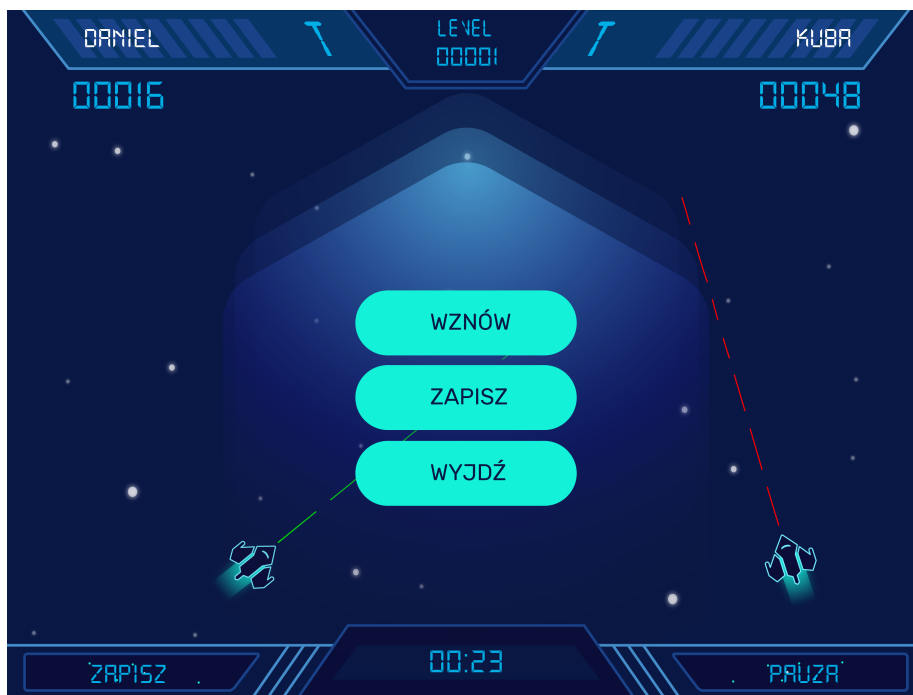 DANIEL
LEVEL
00001
KUBA
00016
00048
WZNÓW
ZAPISZ
WYJDŹ
ZAPISZ
00:23
PAUZA